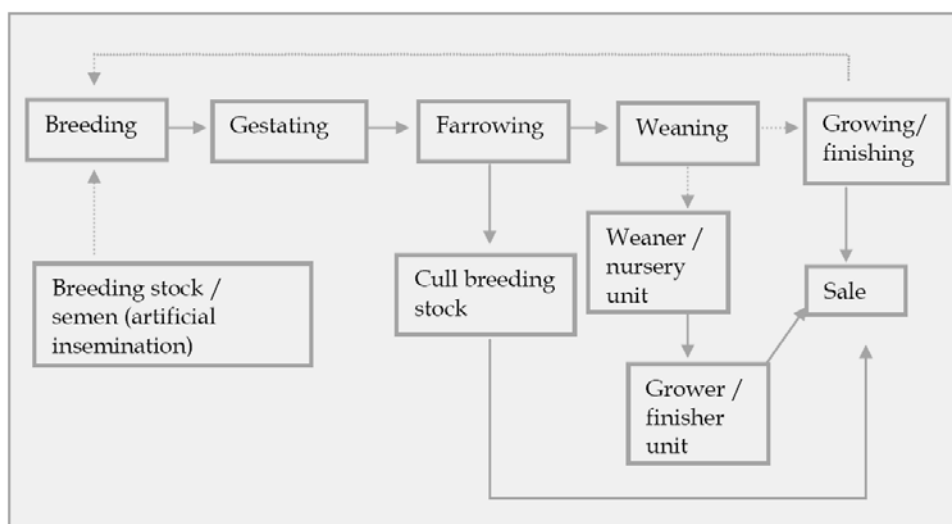 Breeding
Gestating
Farrowing
Weaning
Growing/
finishing
Breeding stock /
semen (artificial
insemination)
Cull breeding
stock
Weaner /
nursery
unit
Sale
Grower /
finisher
unit